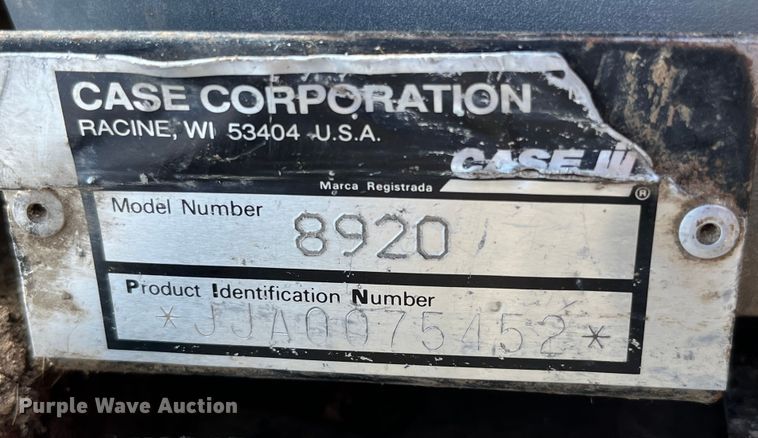 CASE CORPORATION
RACINE, WI 53404 U.S.A.
CASE IH
Marca Registrada
®
Model Number
8920
Product Identification Number
*JJA0075452*
Purple Wave Auction